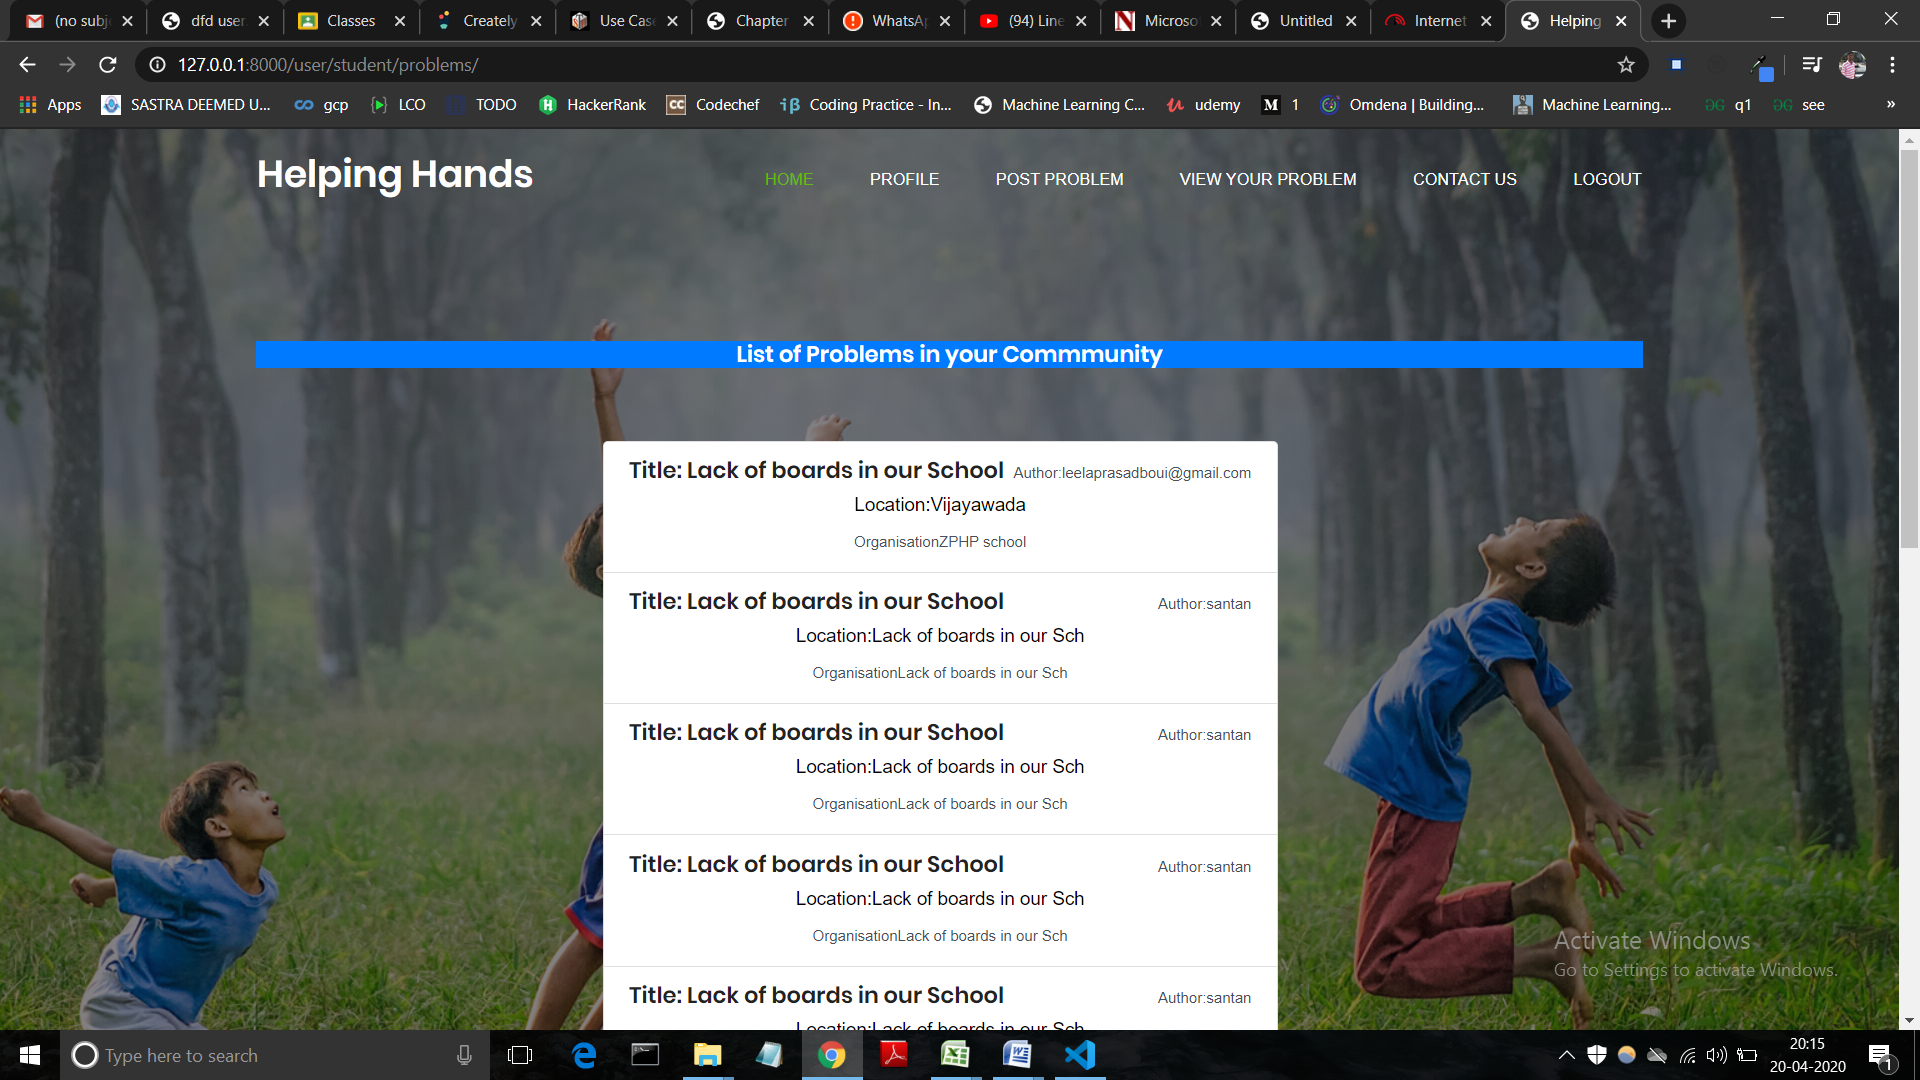 (no subj
dfd user
Classes
Creately
Use Case
Chapter
WhatsAp
(94) Line
Microso
Untitled
Internet
Helping
127.0.0.1:8000/user/student/problems/
Apps
SASTRA DEEMED U...
gcp
LCO
TODO
HackerRank
CC Codechef
Coding Practice - In...
Machine Learning C...
udemy
M 1
Omdena | Building...
Machine Learning...
q1
see
»
Helping Hands
HOME PROFILE POST PROBLEM VIEW YOUR PROBLEM CONTACT US LOGOUT
List of Problems in your Commmunity
Title: Lack of boards in our School Author:leelaprasadboui@gmail.com
Location:Vijayawada
OrganisationZPHP school
Title: Lack of boards in our School Author:santan
Location:Lack of boards in our Sch
OrganisationLack of boards in our Sch
Title: Lack of boards in our School Author:santan
Location:Lack of boards in our Sch
OrganisationLack of boards in our Sch
Title: Lack of boards in our School Author:santan
Location:Lack of boards in our Sch
OrganisationLack of boards in our Sch
Title: Lack of boards in our School Author:santan
Location:Lack of boards in our Sch
Activate Windows
Go to Settings to activate Windows.
Type here to search
20:15
20-04-2020
1